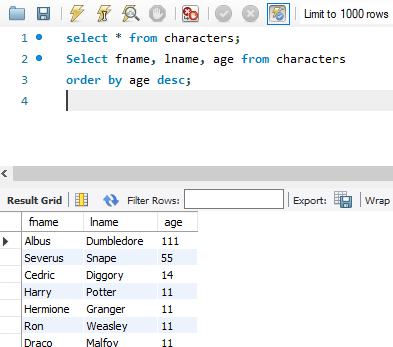 Limit to 1000 rows
1 select * from characters;
2 Select fname, lname, age from characters
3 order by age desc;
4
Result Grid Filter Rows: Export: Wrap
fname lname age
Albus Dumbledore 111
Severus Snape 55
Cedric Diggory 14
Harry Potter 11
Hermione Granger 11
Ron Weasley 11
Draco Malfoy 11